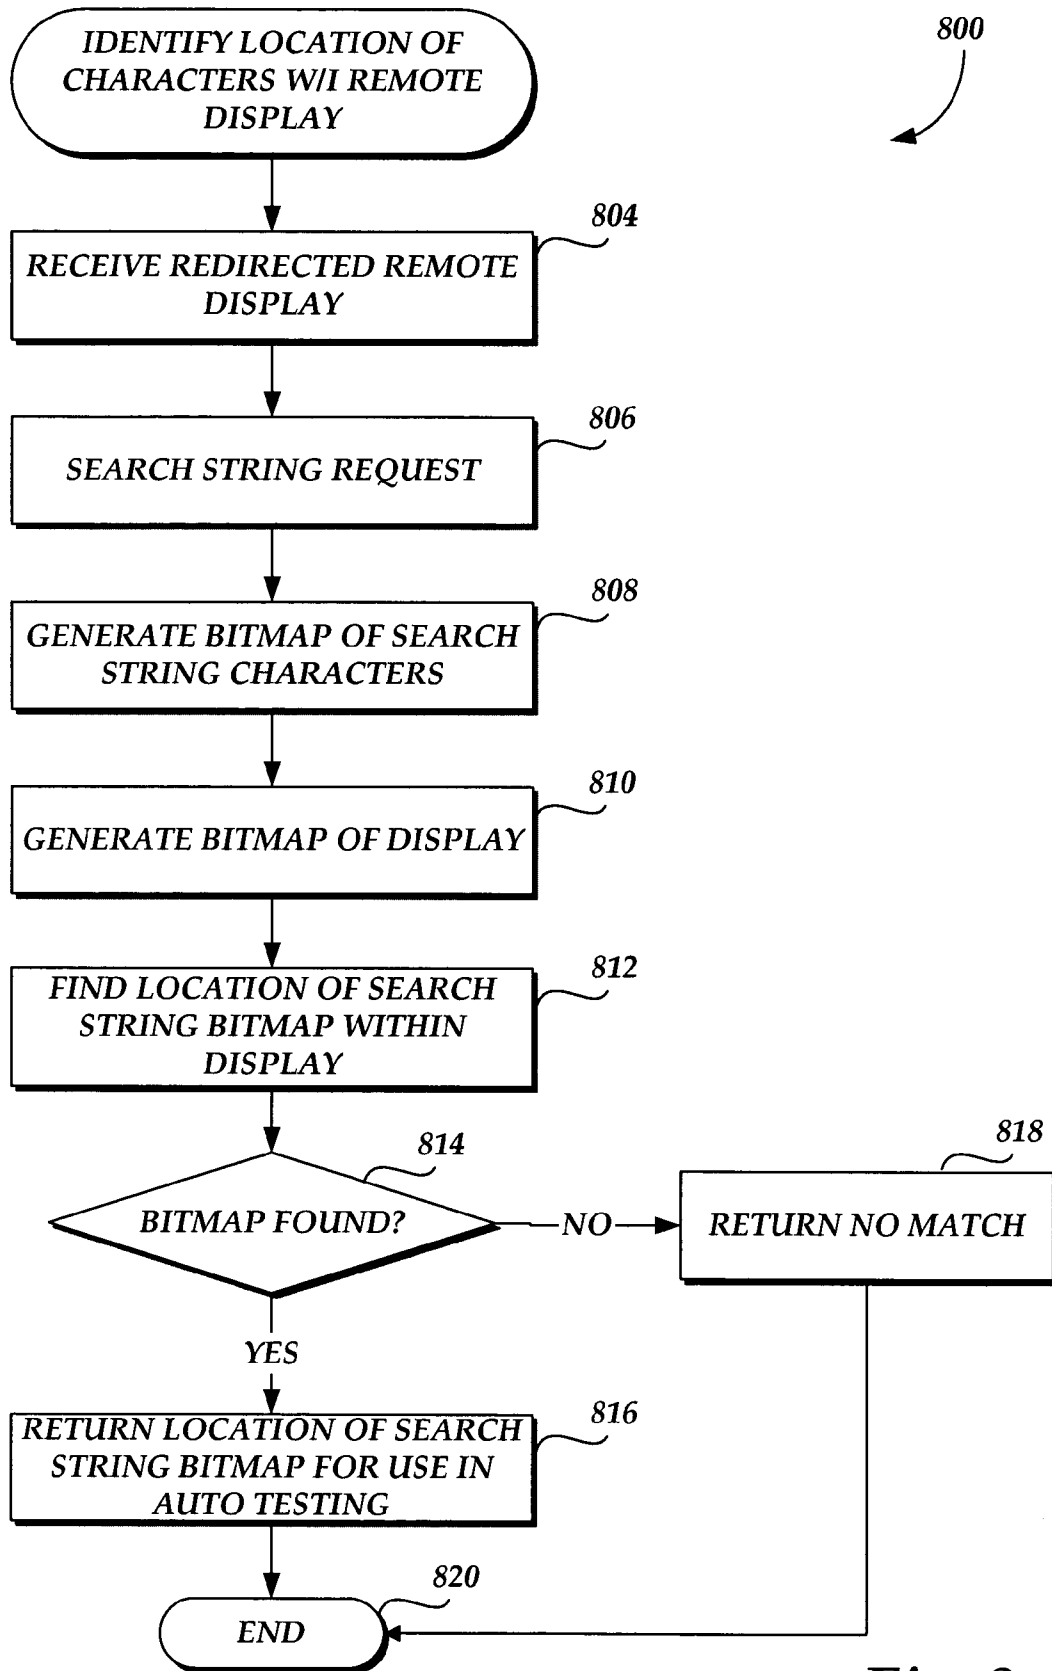 IDENTIFY LOCATION OF
CHARACTERS W/I REMOTE
DISPLAY
800
804
RECEIVE REDIRECTED REMOTE
DISPLAY
806
SEARCH STRING REQUEST
808
GENERATE BITMAP OF SEARCH
STRING CHARACTERS
810
GENERATE BITMAP OF DISPLAY
812
FIND LOCATION OF SEARCH
STRING BITMAP WITHIN
DISPLAY
814
BITMAP FOUND?
NO
818
RETURN NO MATCH
YES
816
RETURN LOCATION OF SEARCH
STRING BITMAP FOR USE IN
AUTO TESTING
820
END